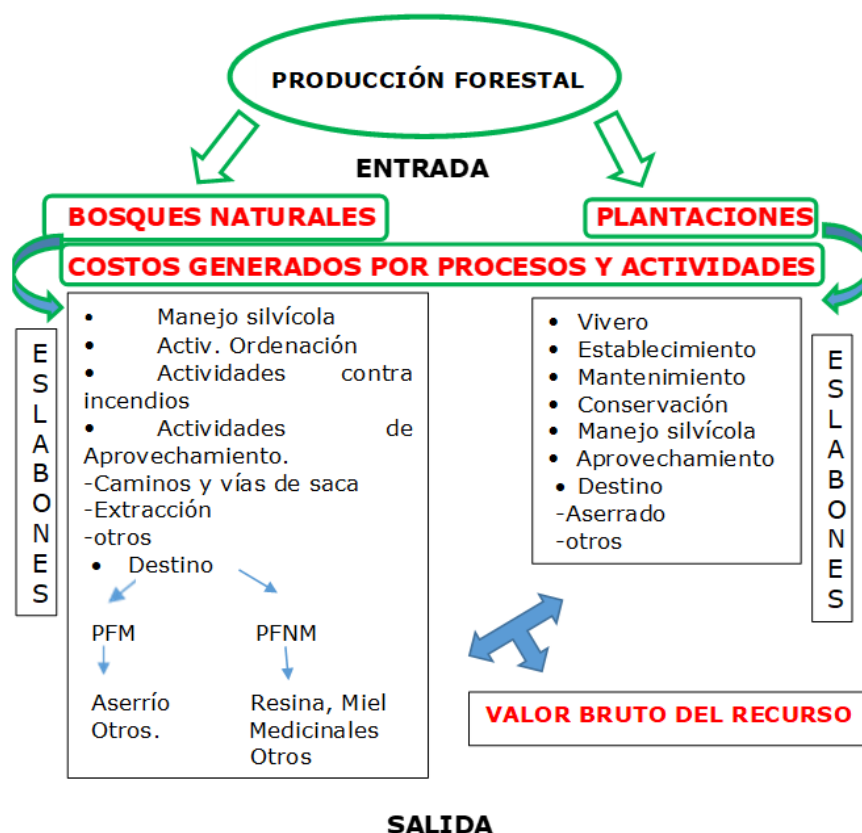 PRODUCCIÓN FORESTAL
ENTRADA
BOSQUES NATURALES
PLANTACIONES
COSTOS GENERADOS POR PROCESOS Y ACTIVIDADES
ESLABONES
• Manejo silvícola
• Activ. Ordenación
• Actividades contra
incendios
• Actividades de
Aprovechamiento.
-Caminos y vías de saca
-Extracción
-otros
• Destino
PFM PFNM
Aserrío
Otros.
Resina, Miel
Medicinales
Otros
• Vivero
• Establecimiento
• Mantenimiento
• Conservación
• Manejo silvícola
• Aprovechamiento
• Destino
-Aserrado
-otros
ESLABONES
VALOR BRUTO DEL RECURSO
SALIDA